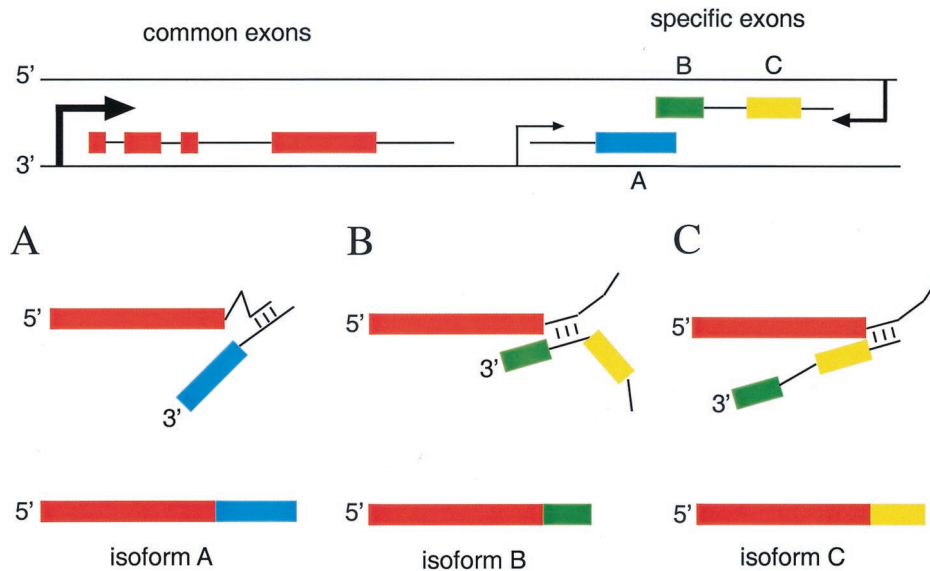 common exons
specific exons
B C
5'
3'
A
A B C
5' 5' 5'
3' 3' 3'
5' 5' 5'
isoform A isoform B isoform C